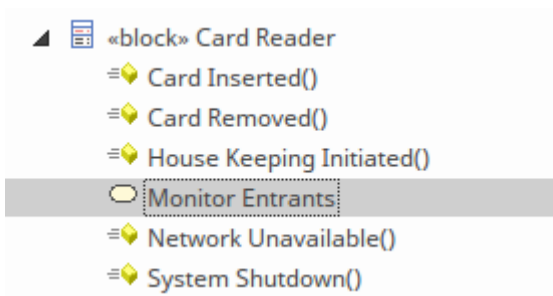 «block» Card Reader
Card Inserted()
Card Removed()
House Keeping Initiated()
Monitor Entrants
Network Unavailable()
System Shutdown()